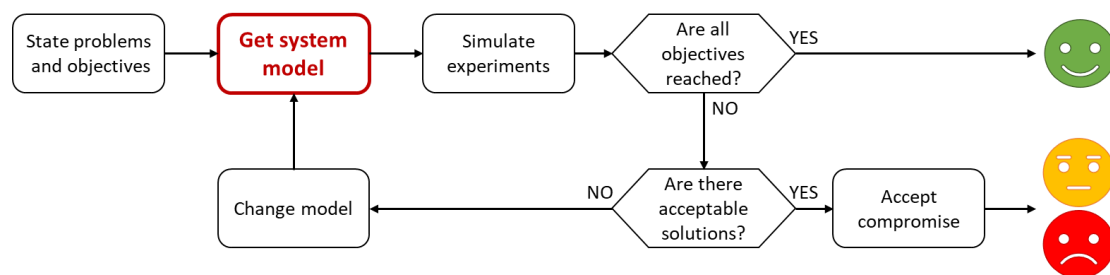 State problems
and objectives
Get system
model
Simulate
experiments
Are all
objectives
reached?
YES
NO
Change model
NO
Are there
acceptable
solutions?
YES
Accept
compromise